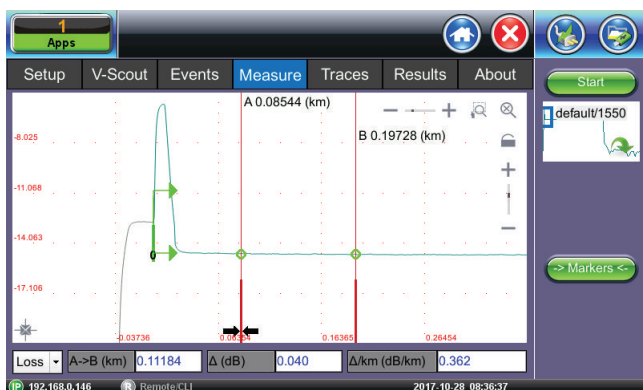 1
Apps
Setup V-Scout Events Measure Traces Results About
Start
A 0.08544 (km)
default/1550
-8.025
B 0.19728 (km)
-11.068
-14.063
0
-> Markers <-
-17.106
-0.03736 0.06364 0.16365 0.26454
Loss A->B (km) 0.11184 Δ (dB) 0.040 Δ/km (dB/km) 0.362
IP 192.168.0.146 R Remote/CLI 2017-10-28 08:36:37